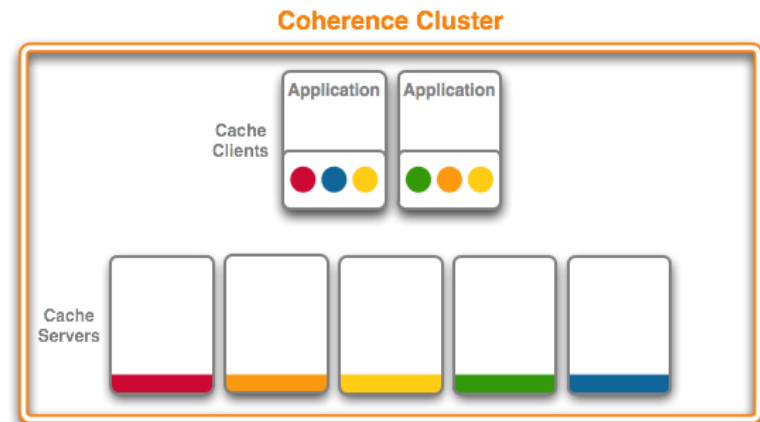 Coherence Cluster
Application Application
Cache
Clients
Cache
Servers